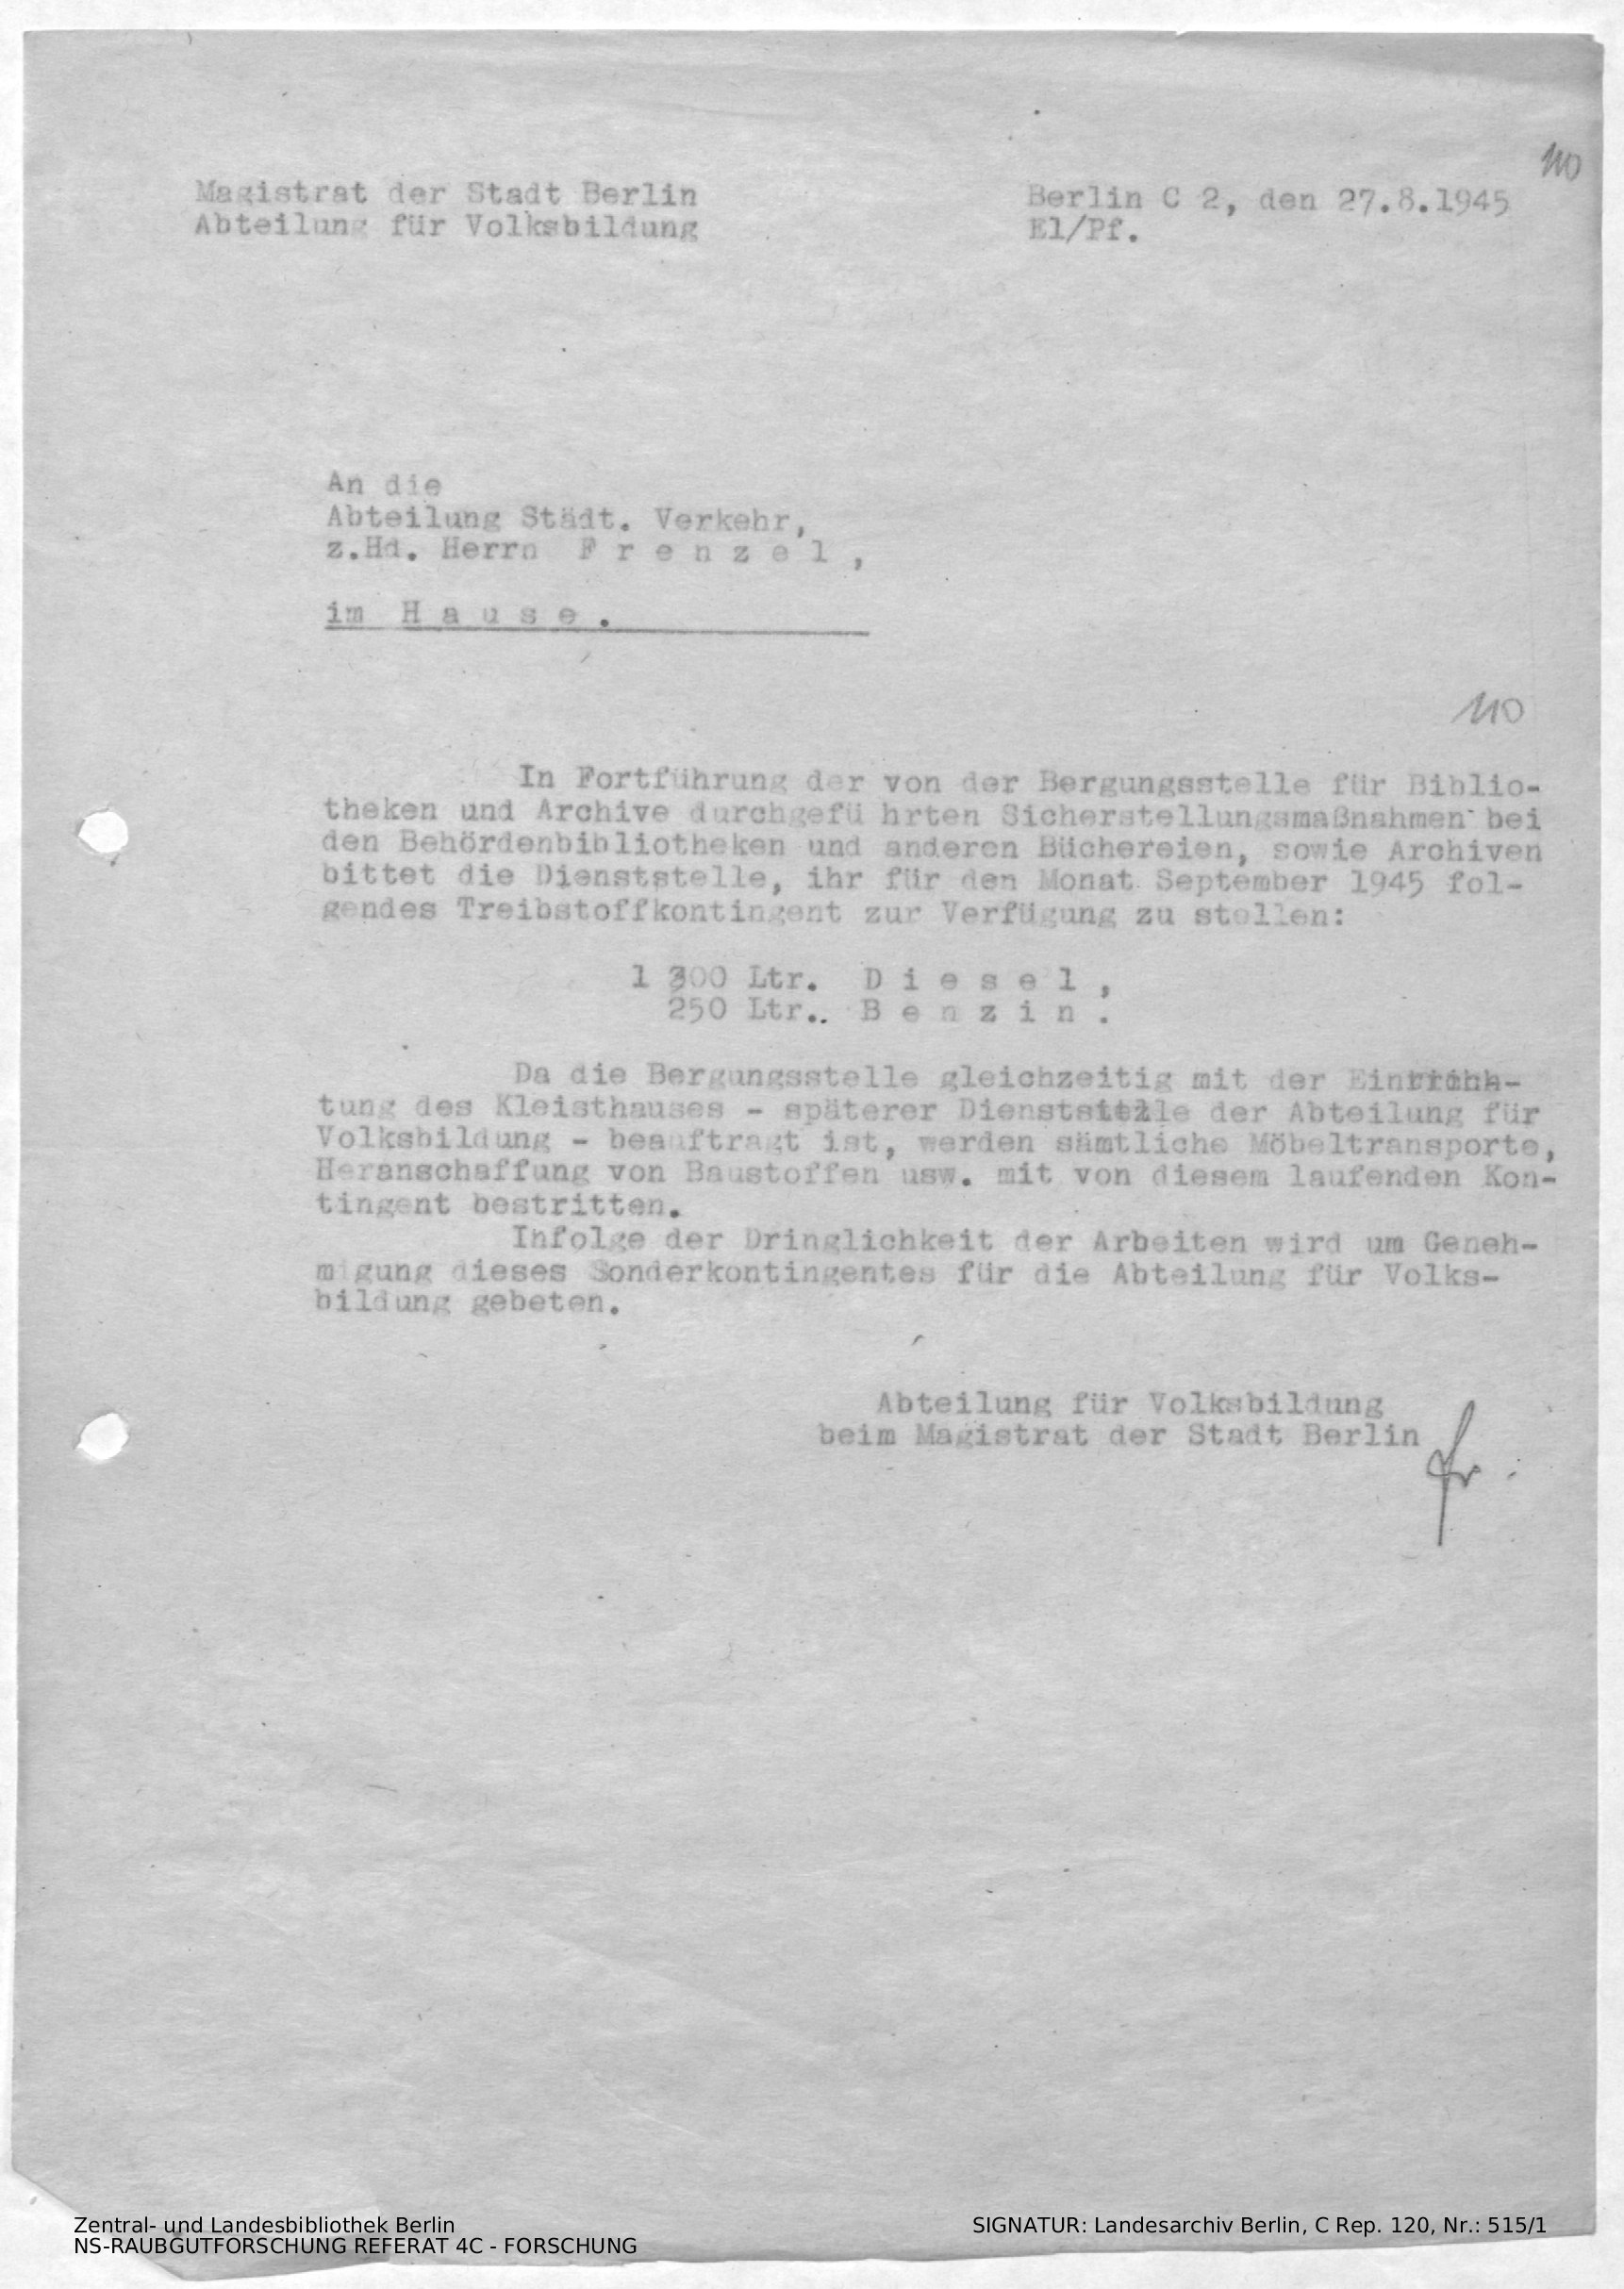 110
Magistrat der Stadt Berlin
Abteilung für Volksbildung
Berlin C 2, den 27.8.1945
El/Pf.
An die
Abteilung Städt. Verkehr,
z.Hd. Herrn F r e n z e l ,
im H a u s e .
110
In Fortführung der von der Bergungsstelle für Biblio-
theken und Archive durchgefü hrten Sicherstellungsmaßnahmen bei
den Behördenbibliotheken und anderen Büchereien, sowie Archiven
bittet die Dienststelle, ihr für den Monat September 1945 fol-
gendes Treibstoffkontingent zur Verfügung zu stellen:
1 300 Ltr. D i e s e l ,
250 Ltr.. B e n z i n .
Da die Bergungsstelle gleichzeitig mit der Einrich-
tung des Kleisthauses - späterer Dienststelle der Abteilung für
Volksbildung - beauftragt ist, werden sämtliche Möbeltransporte,
Heranschaffung von Baustoffen usw. mit von diesem laufenden Kon-
tingent bestritten.
Infolge der Dringlichkeit der Arbeiten wird um Geneh-
migung dieses Sonderkontingentes für die Abteilung für Volks-
bildung gebeten.
Abteilung für Volksbildung
beim Magistrat der Stadt Berlin
Zentral- und Landesbibliothek Berlin
NS-RAUBGUTFORSCHUNG REFERAT 4C - FORSCHUNG
SIGNATUR: Landesarchiv Berlin, C Rep. 120, Nr.: 515/1